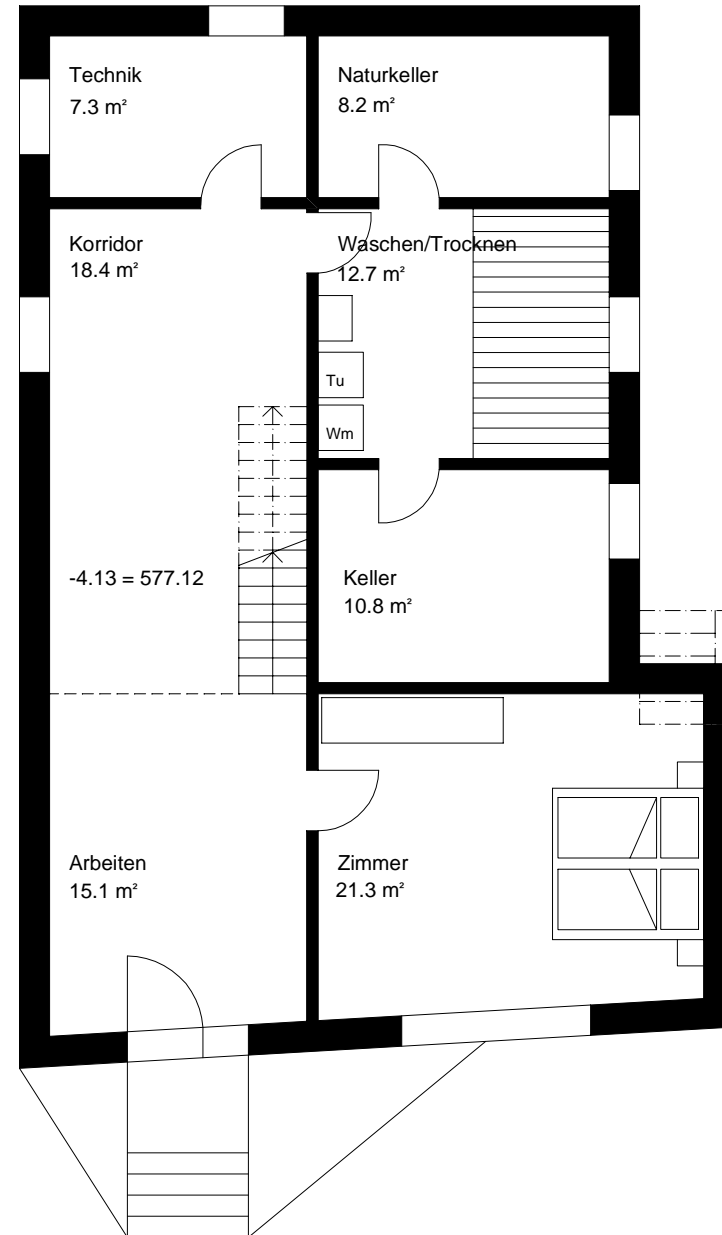 Technik
7.3 m²
Naturkeller
8.2 m²
Korridor
18.4 m²
Waschen/Trocknen
12.7 m²
Tu
Wm
-4.13 = 577.12
Keller
10.8 m²
Arbeiten
15.1 m²
Zimmer
21.3 m²